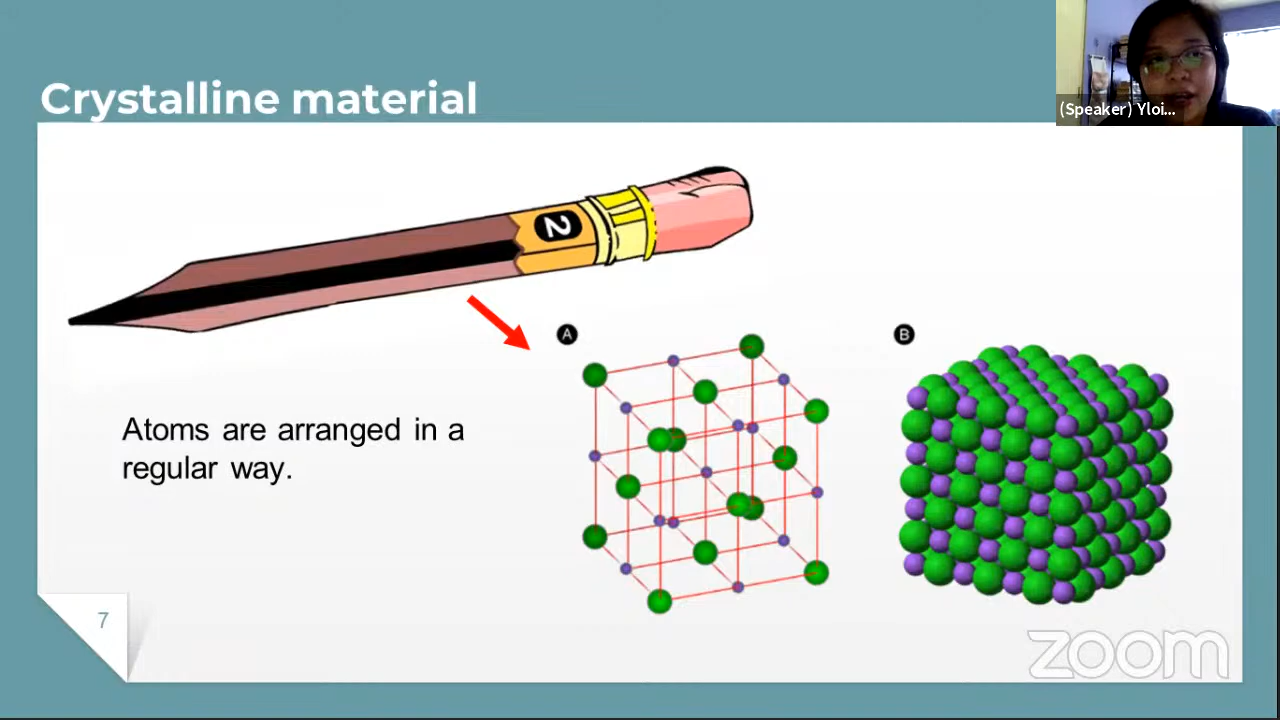 Crystalline material
(Speaker) Yloi...
2
A
B
Atoms are arranged in a
regular way.
7
zoom